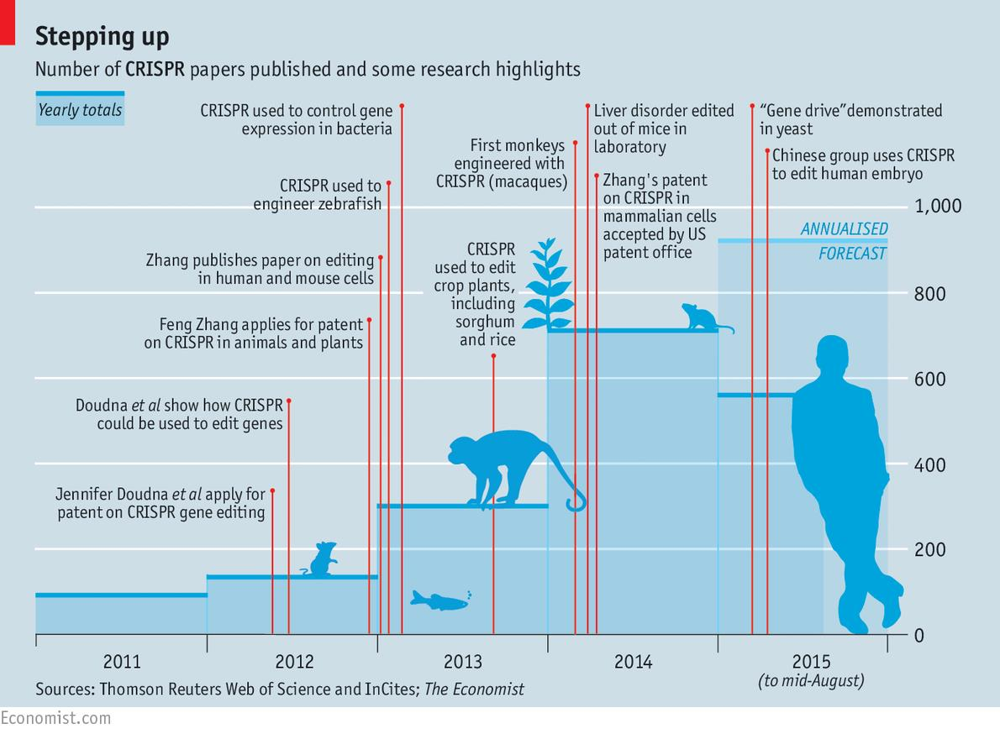 Stepping up
Number of CRISPR papers published and some research highlights
Yearly totals
CRISPR used to control gene
expression in bacteria
CRISPR used to
engineer zebrafish
Zhang publishes paper on editing
in human and mouse cells
Feng Zhang applies for patent
on CRISPR in animals and plants
Doudna et al show how CRISPR
could be used to edit genes
Jennifer Doudna et al apply for
patent on CRISPR gene editing
First monkeys
engineered with
CRISPR (macaques)
CRISPR
used to edit
crop plants,
including
sorghum
and rice
Liver disorder edited
out of mice in
laboratory
Zhang's patent
on CRISPR in
mammalian cells
accepted by US
patent office
“Gene drive”demonstrated
in yeast
Chinese group uses CRISPR
to edit human embryo
ANNUALISED
FORECAST
1,000
800
600
400
200
0
2011
2012
2013
2014
2015
(to mid-August)
Sources: Thomson Reuters Web of Science and InCites; The Economist
Economist.com